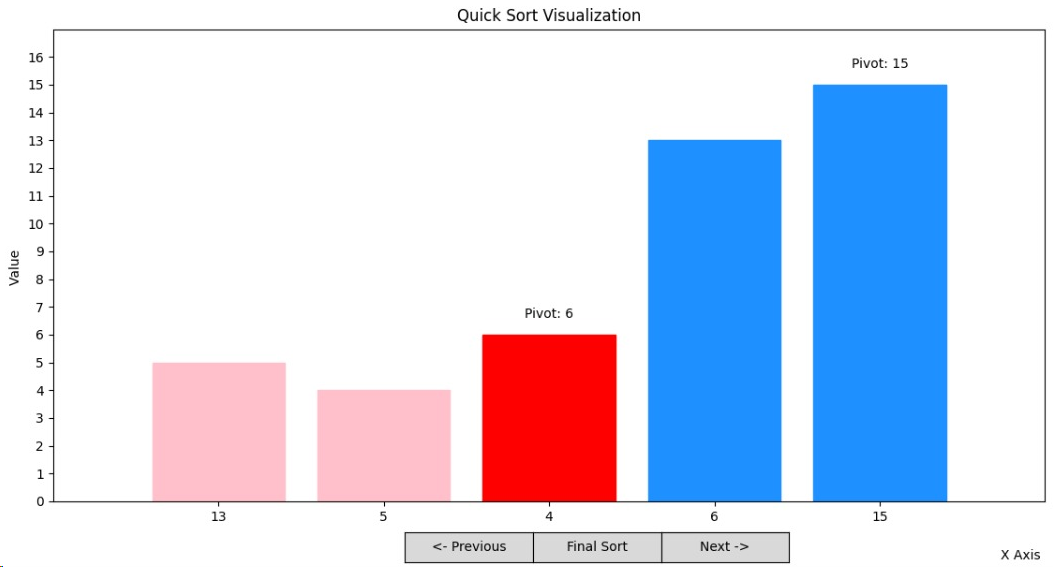 Quick Sort Visualization
16
15
14
13
12
11
10
9
8
7
6
5
4
3
2
1
0
Value
Pivot: 15
Pivot: 6
13 5 4 6 15
<- Previous Final Sort Next ->
X Axis